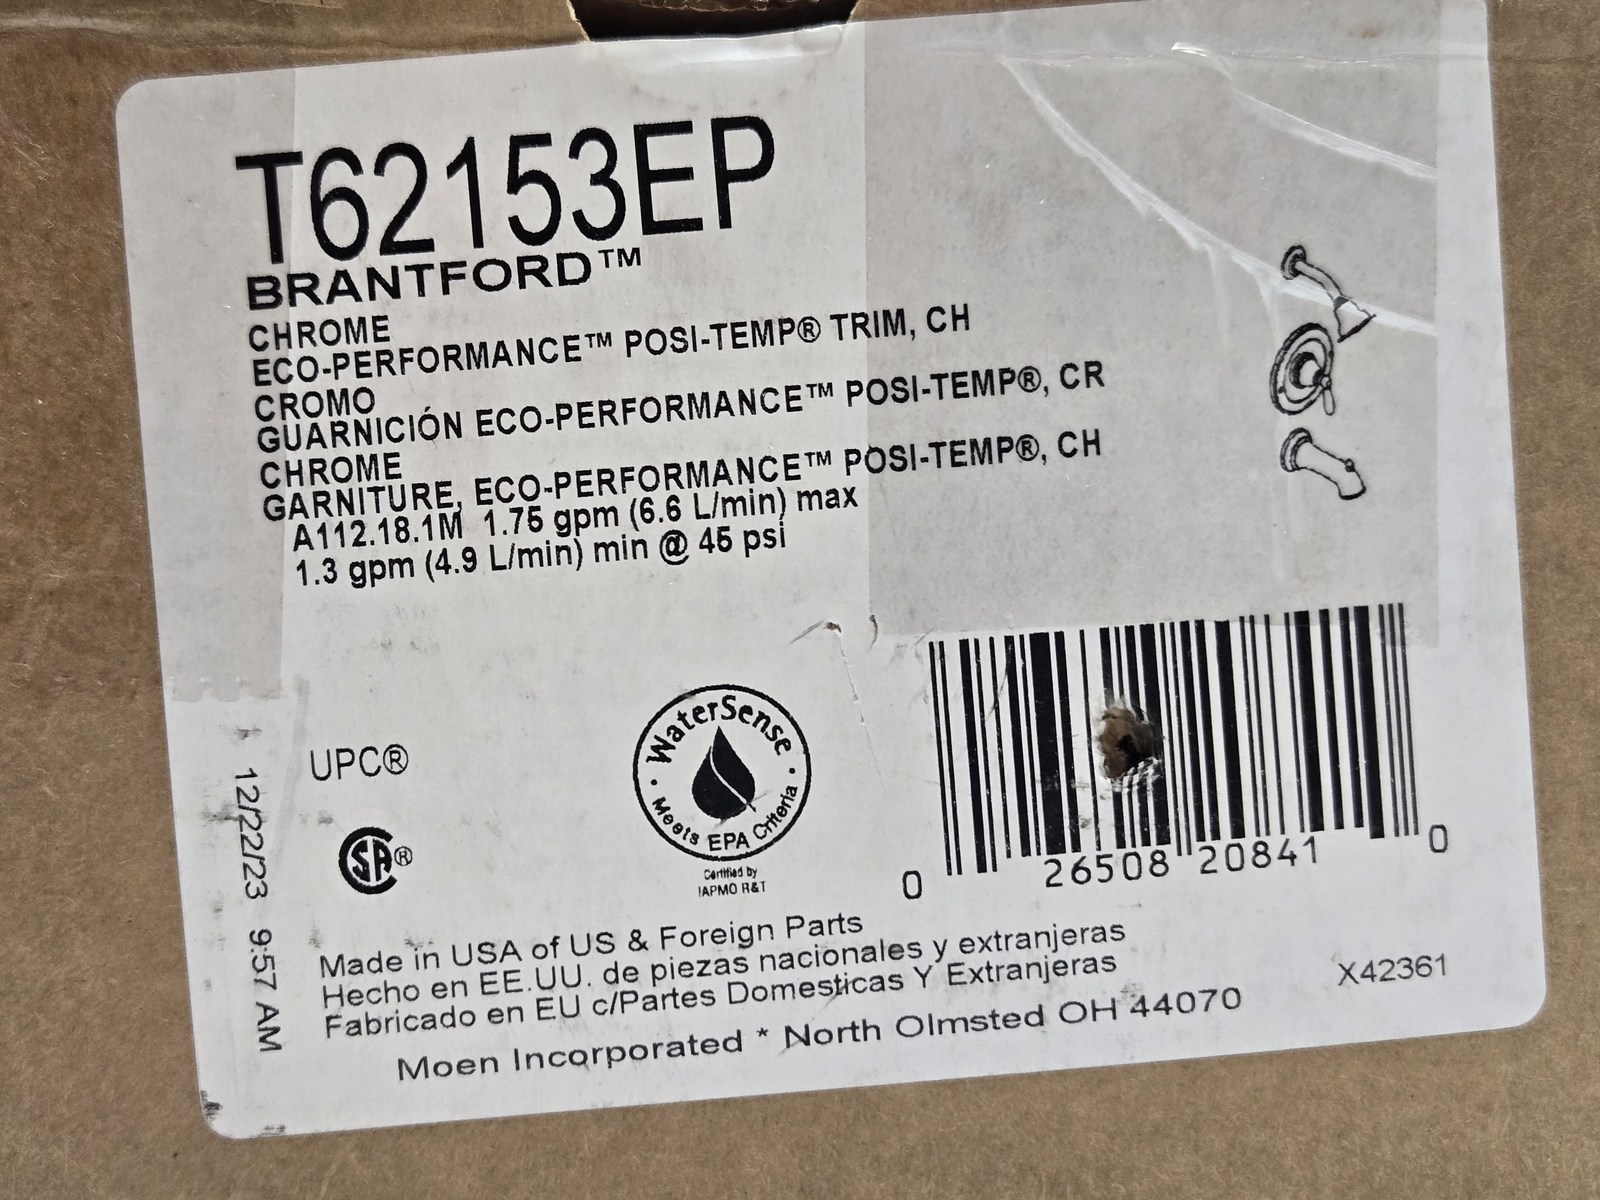 T62153EP
BRANTFORD™
CHROME
ECO-PERFORMANCE™ POSI-TEMP® TRIM, CH
CROMO
GUARNICIÓN ECO-PERFORMANCE™ POSI-TEMP®, CR
CHROME
GARNITURE, ECO-PERFORMANCE™ POSI-TEMP®, CH
A112.18.1M 1.75 gpm (6.6 L/min) max
1.3 gpm (4.9 L/min) min @ 45 psi
UPC®
SA®
WaterSense
Meets EPA Criteria
Certified by
IAPMO R&T
0 26508 20841 0
12/22/23 9:57 AM
Made in USA of US & Foreign Parts
Hecho en EE.UU. de piezas nacionales y extranjeras
Fabricado en EU c/Partes Domesticas Y Extranjeras
X42361
Moen Incorporated * North Olmsted OH 44070